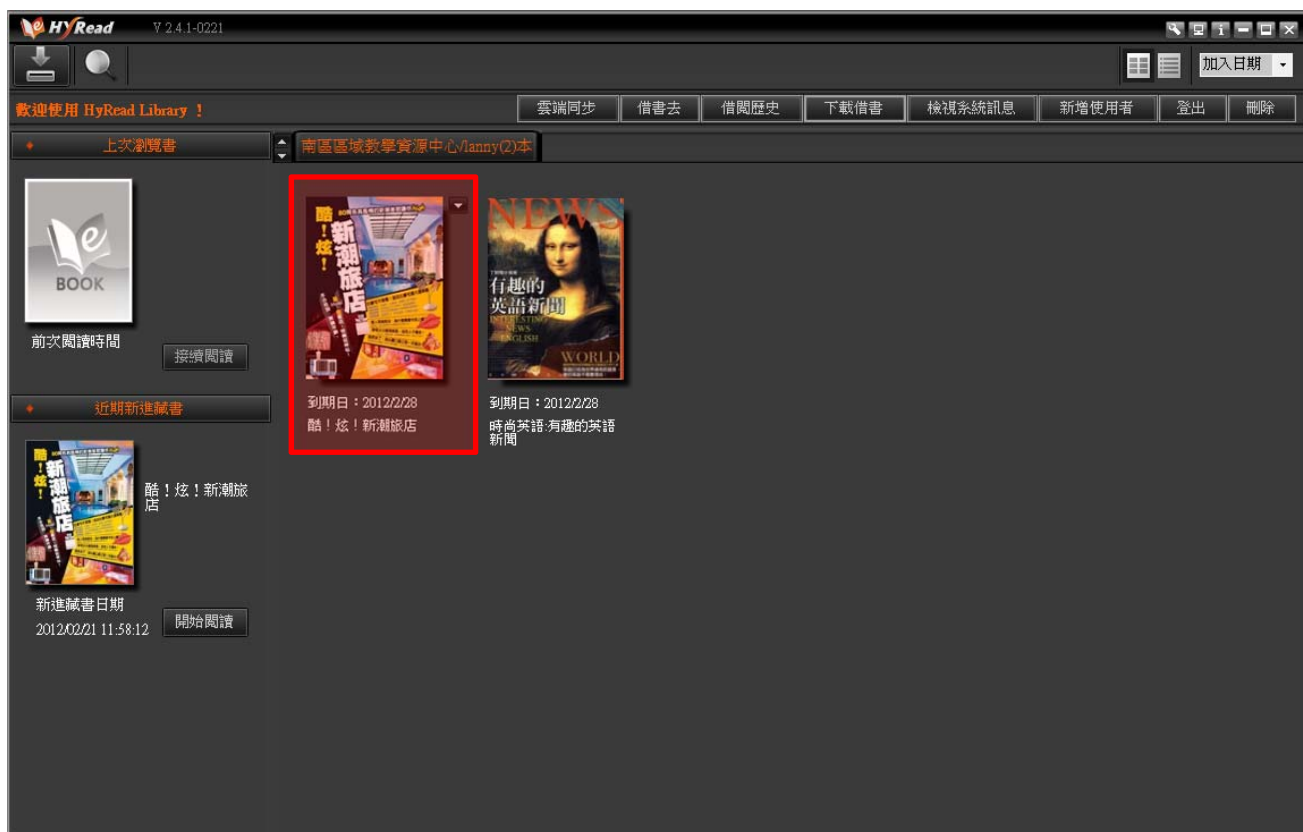 HyRead
V 2.4.1-0221
加入日期
歡迎使用 HyRead Library ！
雲端同步
借書去
借閱歷史
下載借書
檢視系統訊息
新增使用者
登出
刪除
上次瀏覽書
南區區域教學資源中心/lanny(2)本
BOOK
前次閱讀時間
接續閱讀
近期新進藏書
酷！炫！
新潮旅店
酷！炫！新潮旅
店
新進藏書日期
2012/02/21 11:58:12
開始閱讀
酷！炫！
新潮旅店
到期日：2012/2/28
酷！炫！新潮旅店
NEWS
有趣的
英語新聞
INTERESTING
NEWS
ENGLISH
WORLD
到期日：2012/2/28
時尚英語:有趣的英語
新聞